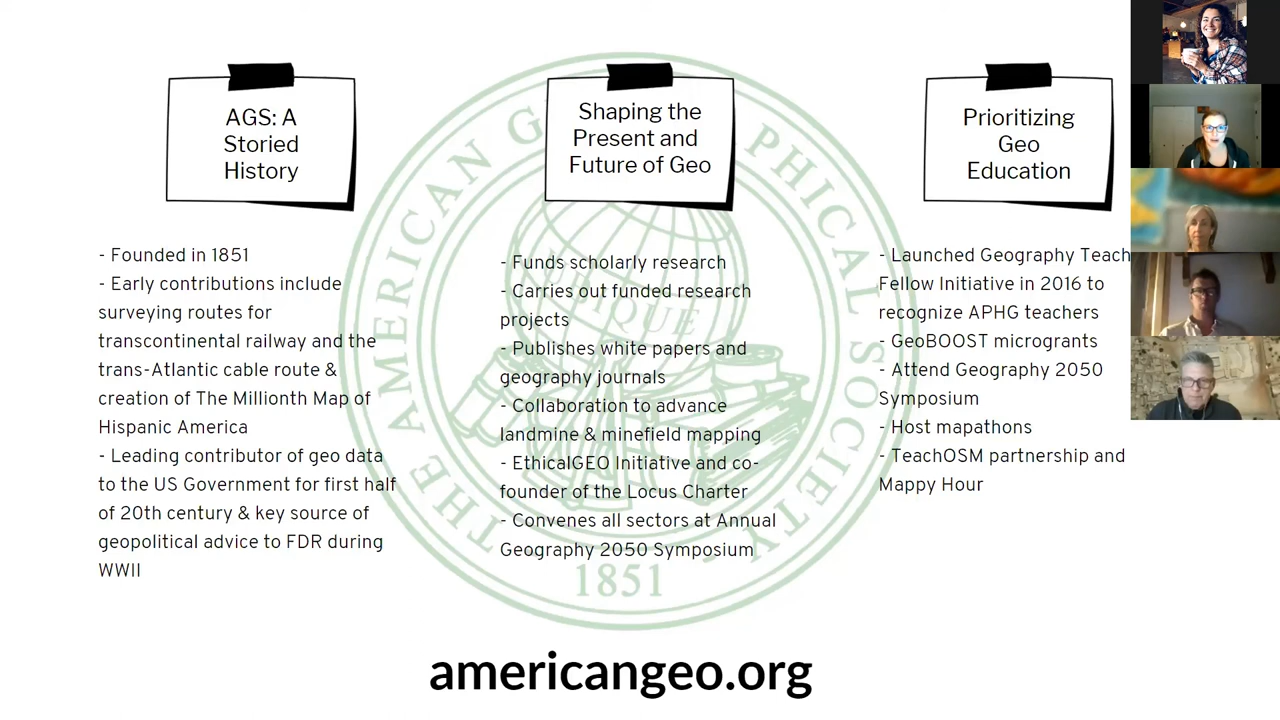 AGS: A
Storied
History
- Founded in 1851
- Early contributions include
surveying routes for
transcontinental railway and the
trans-Atlantic cable route &
creation of The Millionth Map of
Hispanic America
- Leading contributor of geo data
to the US Government for first half
of 20th century & key source of
geopolitical advice to FDR during
WWII
Shaping the
Present and
Future of Geo
- Funds scholarly research
- Carries out funded research
projects
- Publishes white papers and
geography journals
- Collaboration to advance
landmine & minefield mapping
- EthicalGEO Initiative and co-
founder of the Locus Charter
- Convenes all sectors at Annual
Geography 2050 Symposium
Prioritizing
Geo
Education
- Launched Geography Teach
Fellow Initiative in 2016 to
recognize APHG teachers
- GeoBOOST microgrants
- Attend Geography 2050
Symposium
- Host mapathons
- TeachOSM partnership and
Mappy Hour
THE AMERICAN G PHICAL SOCIETY
1851
americangeo.org